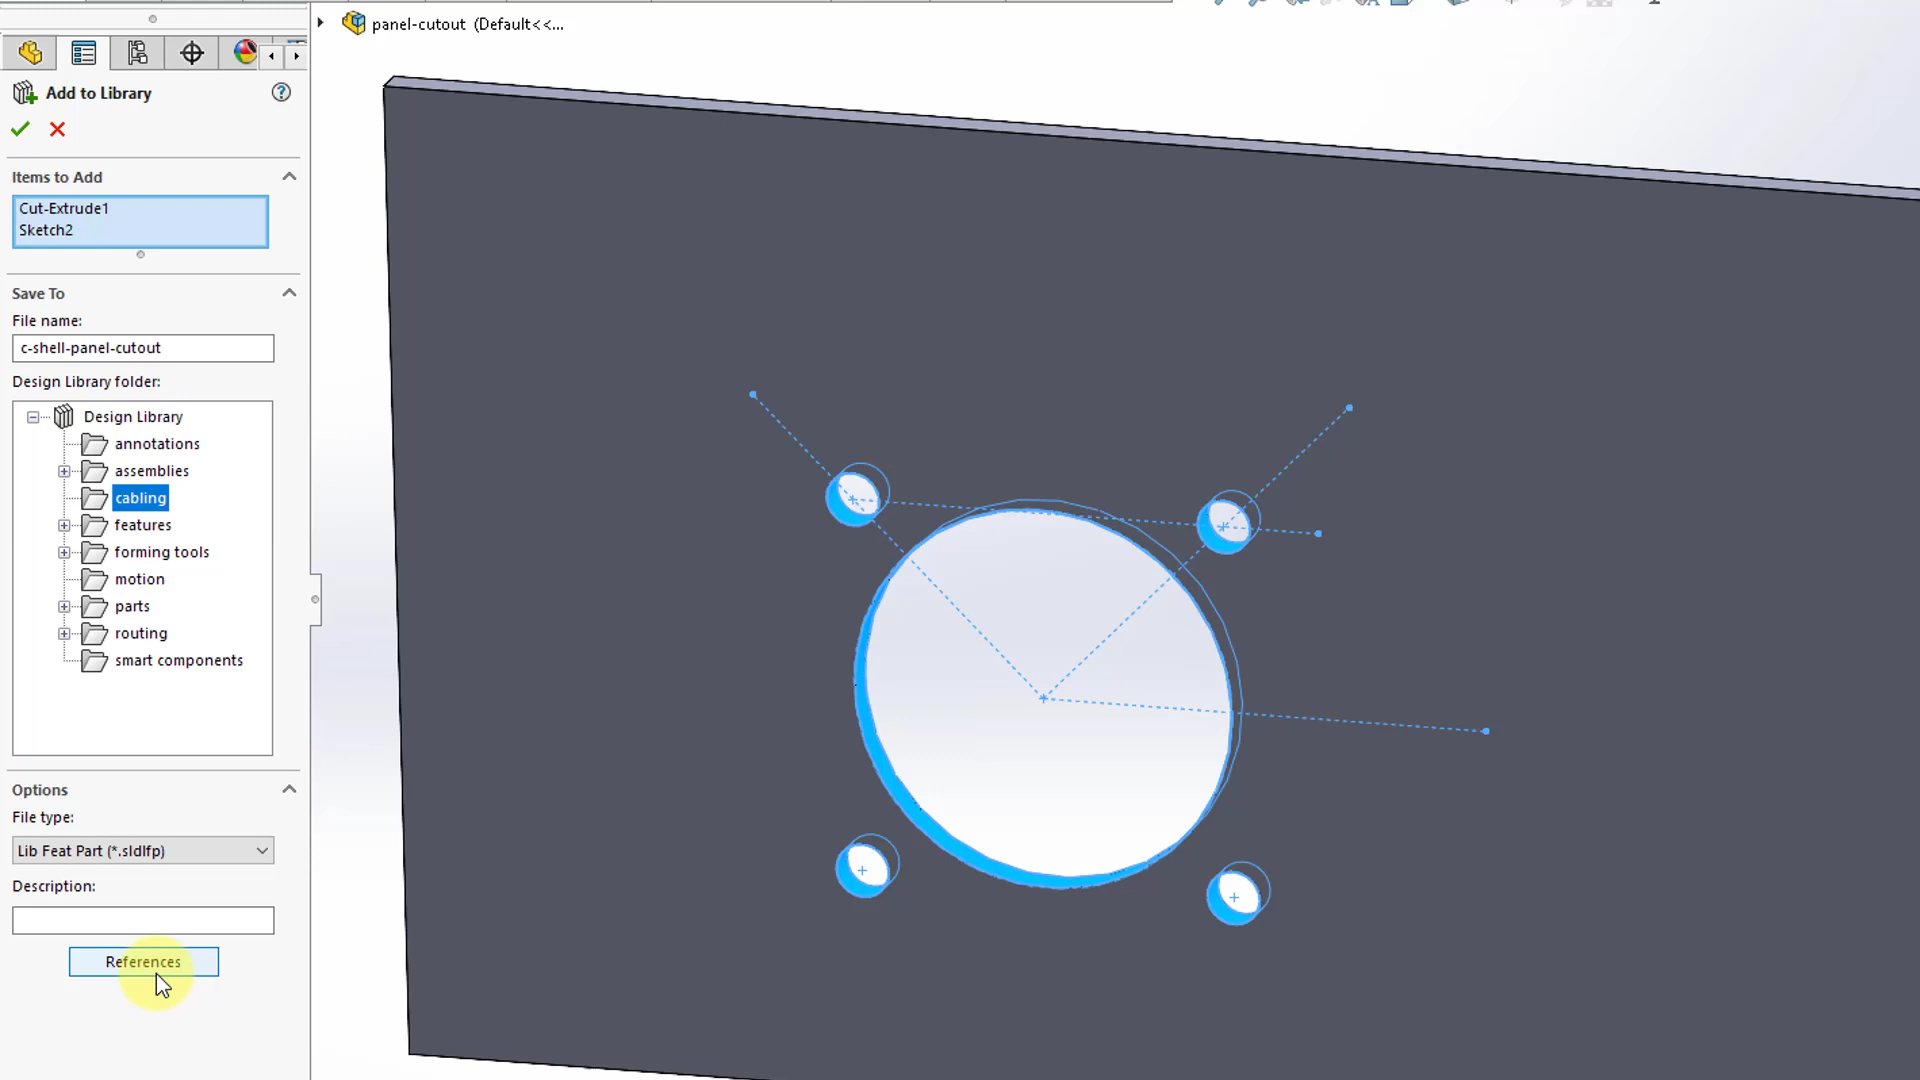 panel-cutout (Default<<...
Add to Library
Items to Add
Cut-Extrude1
Sketch2
Save To
File name:
c-shell-panel-cutout
Design Library folder:
Design Library
annotations
assemblies
cabling
features
forming tools
motion
parts
routing
smart components
Options
File type:
Lib Feat Part (*.sldlfp)
Description:
References